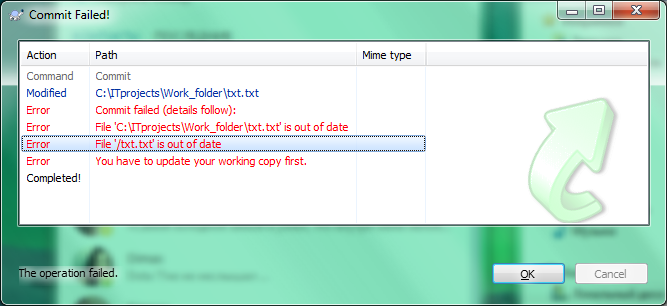 Commit Failed!
Action Path Mime type
Command Commit
Modified C:\ITprojects\Work_folder\txt.txt
Error Commit failed (details follow):
Error File 'C:\ITprojects\Work_folder\txt.txt' is out of date
Error File '/txt.txt' is out of date
Error You have to update your working copy first.
Completed!
The operation failed.
OK Cancel